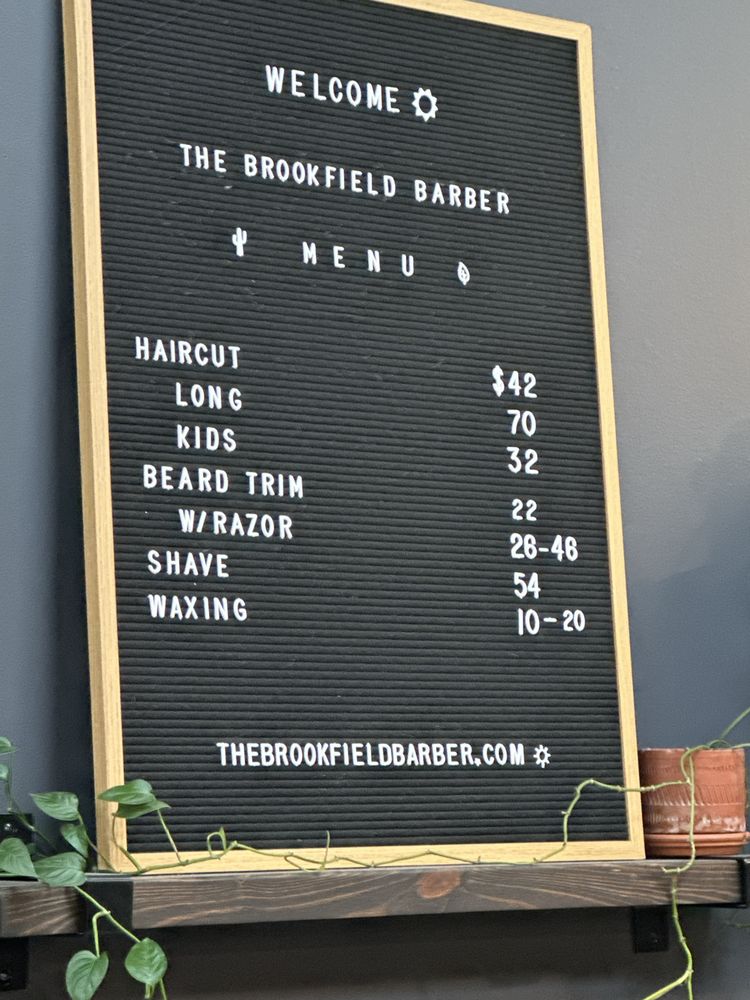 WELCOME
THE BROOKFIELD BARBER
MENU
HAIRCUT $42
LONG 70
KIDS 32
BEARD TRIM 22
W/RAZOR 26-46
SHAVE 54
WAXING 10-20
THEBROOKFIELDBARBER.COM